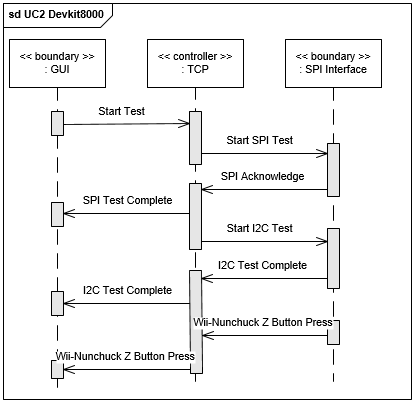 sd UC2 Devkit8000
<< boundary >>
: GUI
<< controller >>
: TCP
<< boundary >>
: SPI Interface
Start Test
Start SPI Test
SPI Acknowledge
SPI Test Complete
Start I2C Test
I2C Test Complete
I2C Test Complete
Wii-Nunchuck Z Button Press
Wii-Nunchuck Z Button Press